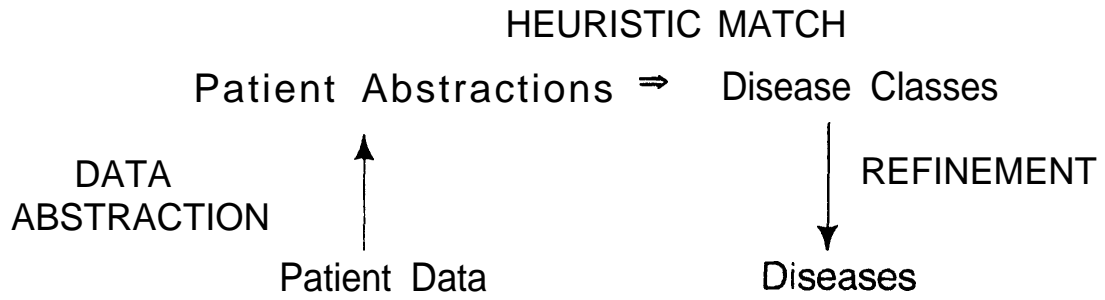 HEURISTIC MATCH
Patient Abstractions ⇒ Disease Classes
DATA
ABSTRACTION
REFINEMENT
Patient Data
Diseases